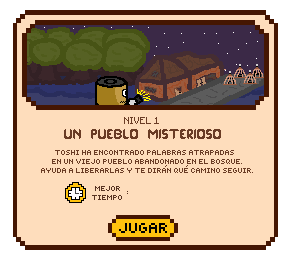 NIVEL 1
UN PUEBLO MISTERIOSO
TOSHI HA ENCONTRADO PALABRAS ATRAPADAS
EN UN VIEJO PUEBLO ABANDONADO EN EL BOSQUE.
AYUDA A LIBERARLAS Y TE DIRÁN QUÉ CAMINO SEGUIR.
MEJOR :
TIEMPO
JUGAR